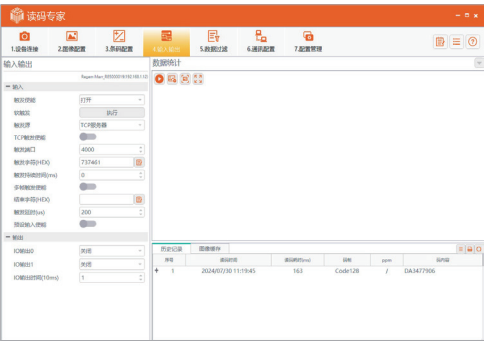 读码专家
1.设备连接 2.图像配置 3.条码配置 4.输入输出 5.数据过滤 6.通讯配置 7.配置管理
输入输出
数据统计
输入
触发使能 打开
软触发 执行
触发源 TCP服务器
TCP触发使能
触发端口 4000
触发字符(HEX) 737461
触发持续时间(ms) 0
多帧触发使能
结束字符(HEX)
触发延时(us) 200
预设输入使能
输出
IO输出0 关闭
IO输出1 关闭
IO输出时间(10ms) 1
历史记录 图像缓存
序号 读码时间 读码耗时(ms) 码制 ppm 码内容
1 2024/07/30 11:19:45 163 Code128 / DA3477906